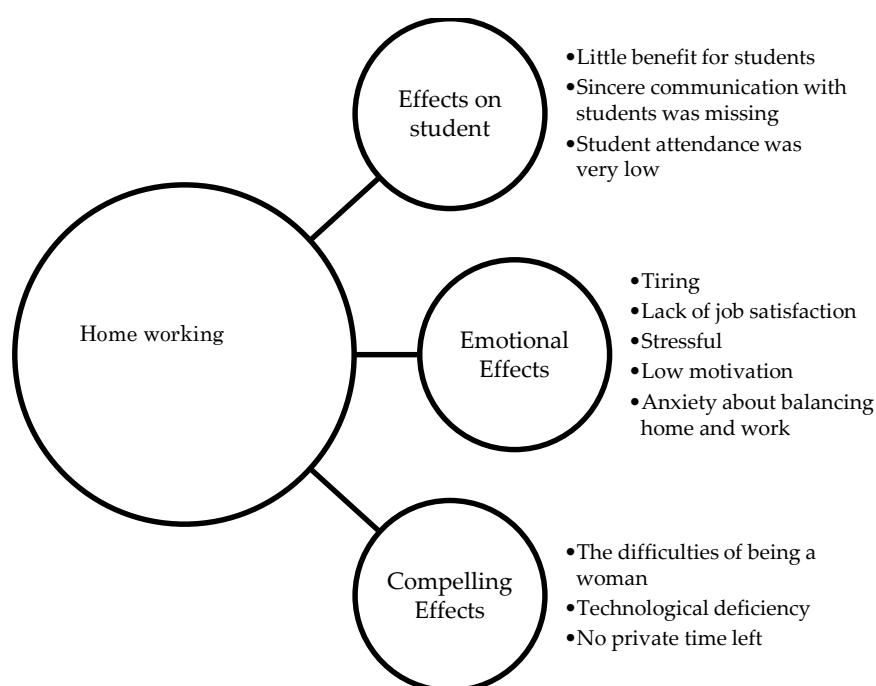 Effects on
student
•Little benefit for students
•Sincere communication with
students was missing
•Student attendance was
very low
Home working
Emotional
Effects
•Tiring
•Lack of job satisfaction
•Stressful
•Low motivation
•Anxiety about balancing
home and work
Compelling
Effects
•The difficulties of being a
woman
•Technological deficiency
•No private time left